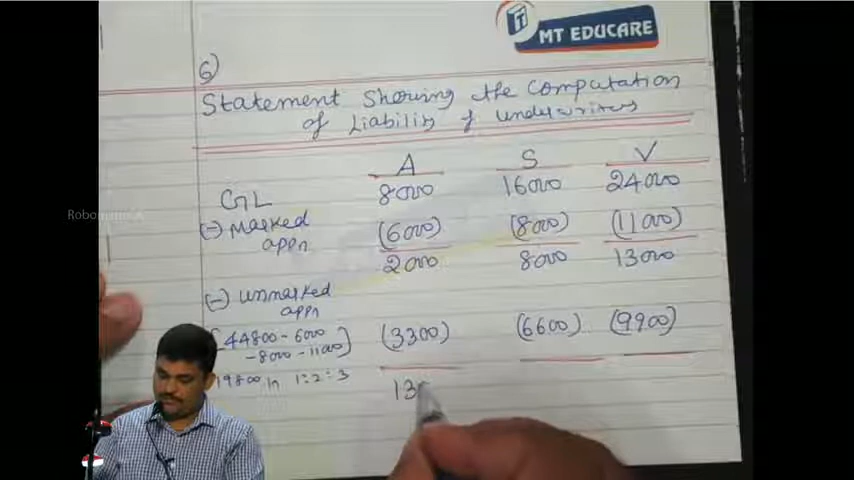 MT EDUCARE
6)
Statement Showing the Computation
of Liability of Underwriters
A S V
GL 8000 16000 24000
(-) Marked
appn (6000) (8000) (11000)
2000 8000 13000
(-) Unmarked
appn
[44800-6000
-8000-11000] (3300) (6600) (9900)
19800 in 1:2:3